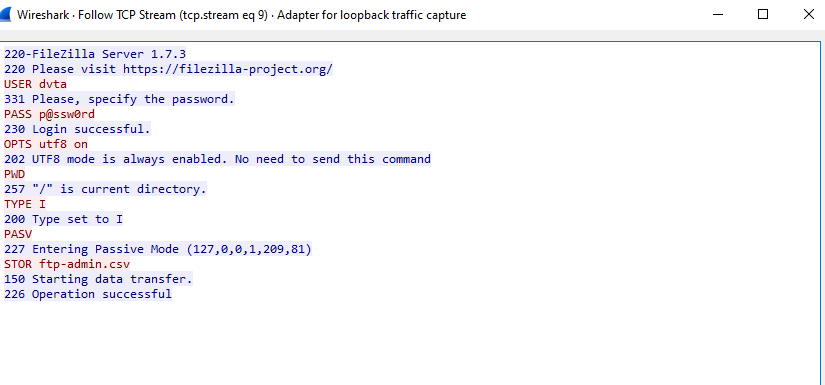 Wireshark · Follow TCP Stream (tcp.stream eq 9) · Adapter for loopback traffic capture
220-FileZilla Server 1.7.3
220 Please visit https://filezilla-project.org/
USER dvta
331 Please, specify the password.
PASS p@ssw0rd
230 Login successful.
OPTS utf8 on
202 UTF8 mode is always enabled. No need to send this command
PWD
257 "/" is current directory.
TYPE I
200 Type set to I
PASV
227 Entering Passive Mode (127,0,0,1,209,81)
STOR ftp-admin.csv
150 Starting data transfer.
226 Operation successful